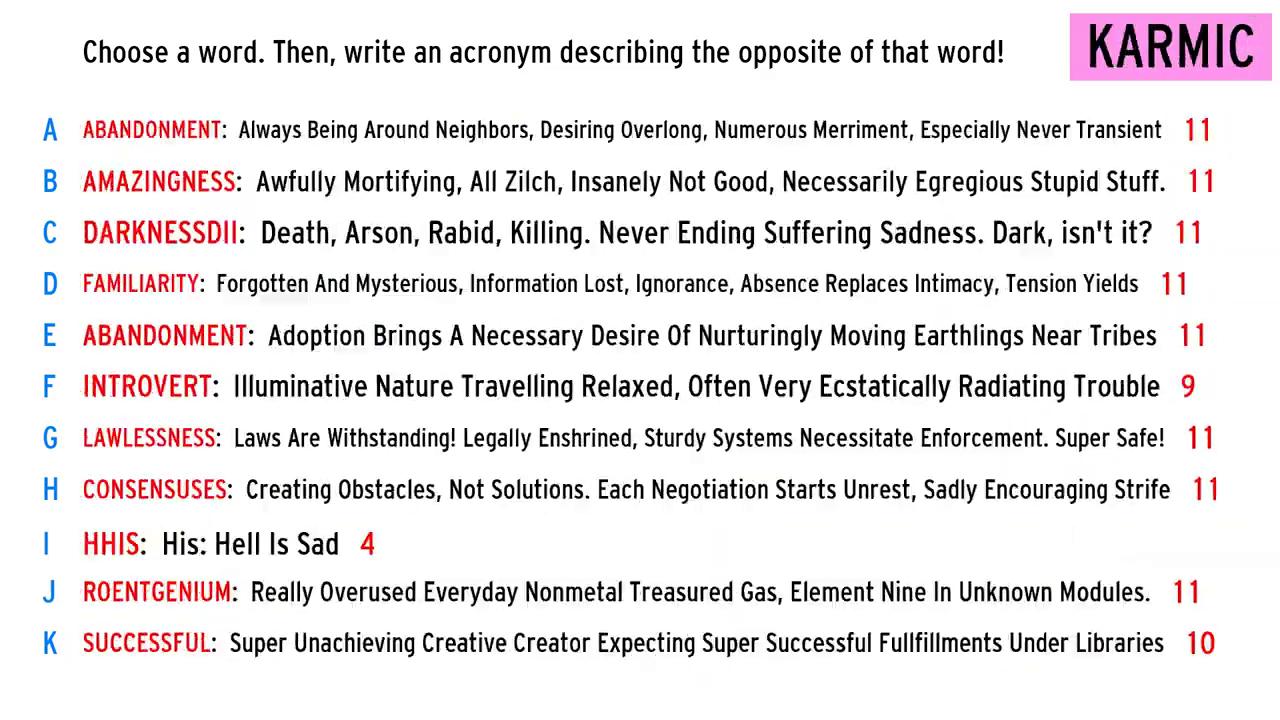 Choose a word. Then, write an acronym describing the opposite of that word!
KARMIC
A ABANDONMENT: Always Being Around Neighbors, Desiring Overlong, Numerous Merriment, Especially Never Transient 11
B AMAZINGNESS: Awfully Mortifying, All Zilch, Insanely Not Good, Necessarily Egregious Stupid Stuff. 11
C DARKNESSDII: Death, Arson, Rabid, Killing. Never Ending Suffering Sadness. Dark, isn't it? 11
D FAMILIARITY: Forgotten And Mysterious, Information Lost, Ignorance, Absence Replaces Intimacy, Tension Yields 11
E ABANDONMENT: Adoption Brings A Necessary Desire Of Nurturingly Moving Earthlings Near Tribes 11
F INTROVERT: Illuminative Nature Travelling Relaxed, Often Very Ecstatically Radiating Trouble 9
G LAWLESSNESS: Laws Are Withstanding! Legally Enshrined, Sturdy Systems Necessitate Enforcement. Super Safe! 11
H CONSENSUSES: Creating Obstacles, Not Solutions. Each Negotiation Starts Unrest, Sadly Encouraging Strife 11
I HHIS: His: Hell Is Sad 4
J ROENTGENIUM: Really Overused Everyday Nonmetal Treasured Gas, Element Nine In Unknown Modules. 11
K SUCCESSFUL: Super Unachieving Creative Creator Expecting Super Successful Fullfillments Under Libraries 10